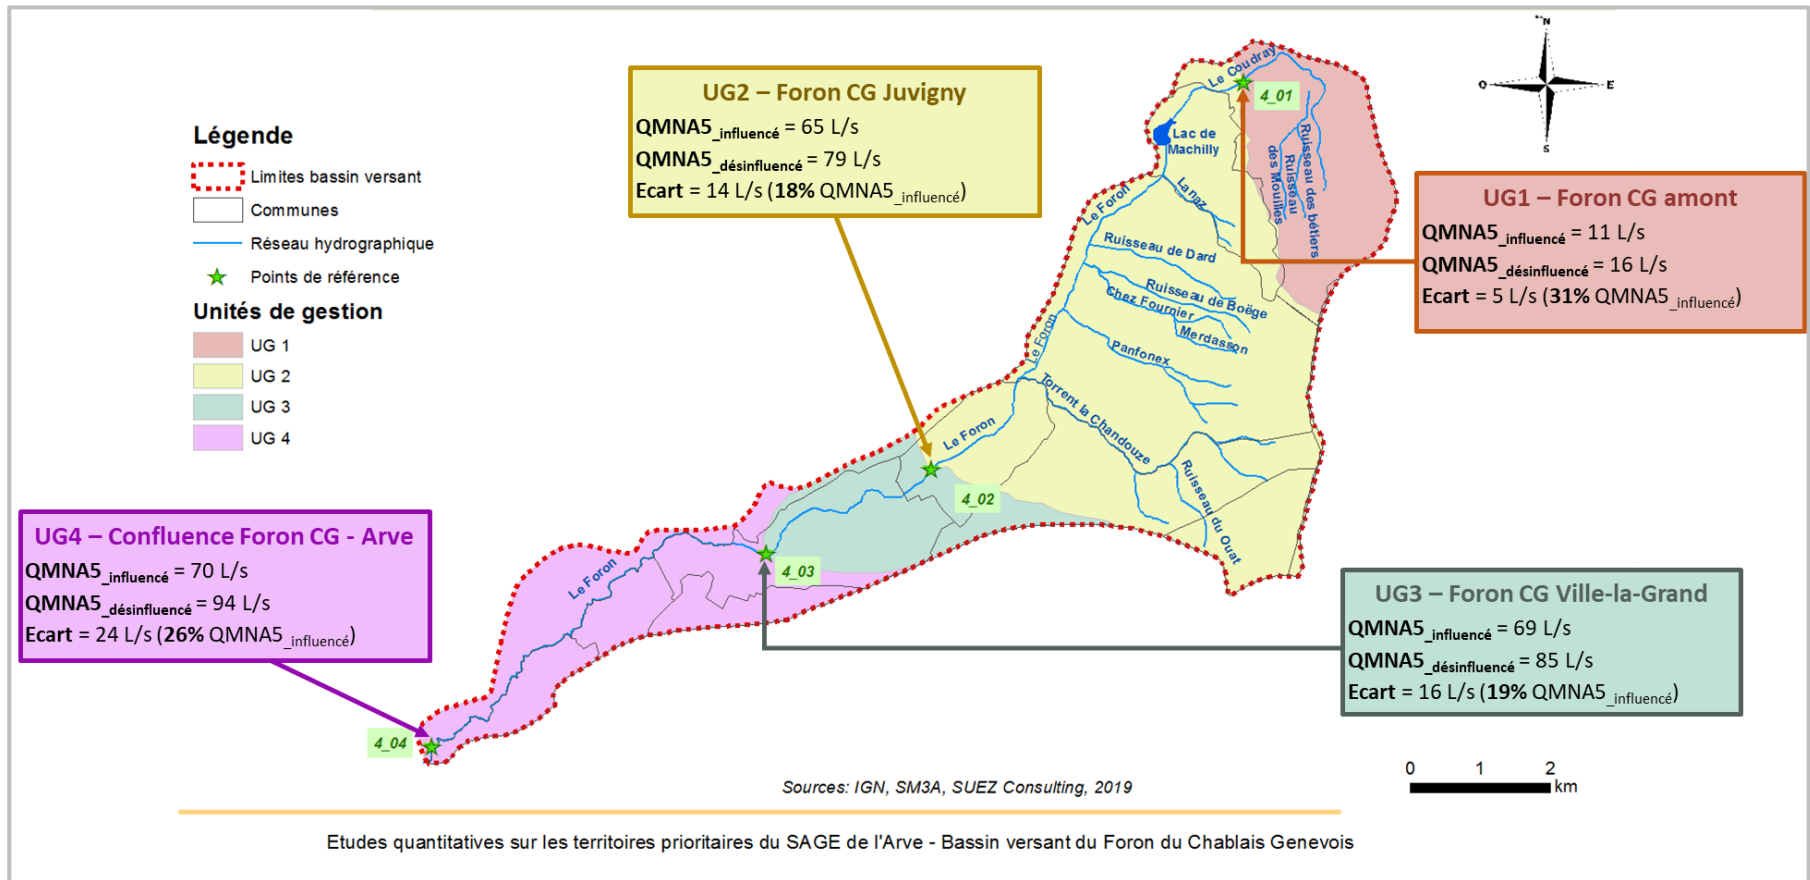 N
O
E
S
Légende
Limites bassin versant
Communes
Réseau hydrographique
Points de référence
Unités de gestion
UG 1
UG 2
UG 3
UG 4
UG2 – Foron CG Juvigny
QMNA5_influencé = 65 L/s
QMNA5_désinfluencé = 79 L/s
Ecart = 14 L/s (18% QMNA5_influencé)
UG1 – Foron CG amont
QMNA5_influencé = 11 L/s
QMNA5_désinfluencé = 16 L/s
Ecart = 5 L/s (31% QMNA5_influencé)
Le Coudray
4_01
Lac de
Machilly
Ruisseau des bétiers
Ruisseau
des Mouilles
Lanaz
Le Foron
Ruisseau de Dard
Ruisseau de Boëge
Chez Fournier
Merdasson
Le Foron
Panfonex
Torrent la Chandouze
Le Foron
Ruisseau du Ouat
4_02
4_03
Le Foron
4_04
UG4 – Confluence Foron CG - Arve
QMNA5_influencé = 70 L/s
QMNA5_désinfluencé = 94 L/s
Ecart = 24 L/s (26% QMNA5_influencé)
UG3 – Foron CG Ville-la-Grand
QMNA5_influencé = 69 L/s
QMNA5_désinfluencé = 85 L/s
Ecart = 16 L/s (19% QMNA5_influencé)
0 1 2
km
Sources: IGN, SM3A, SUEZ Consulting, 2019
Etudes quantitatives sur les territoires prioritaires du SAGE de l'Arve - Bassin versant du Foron du Chablais Genevois